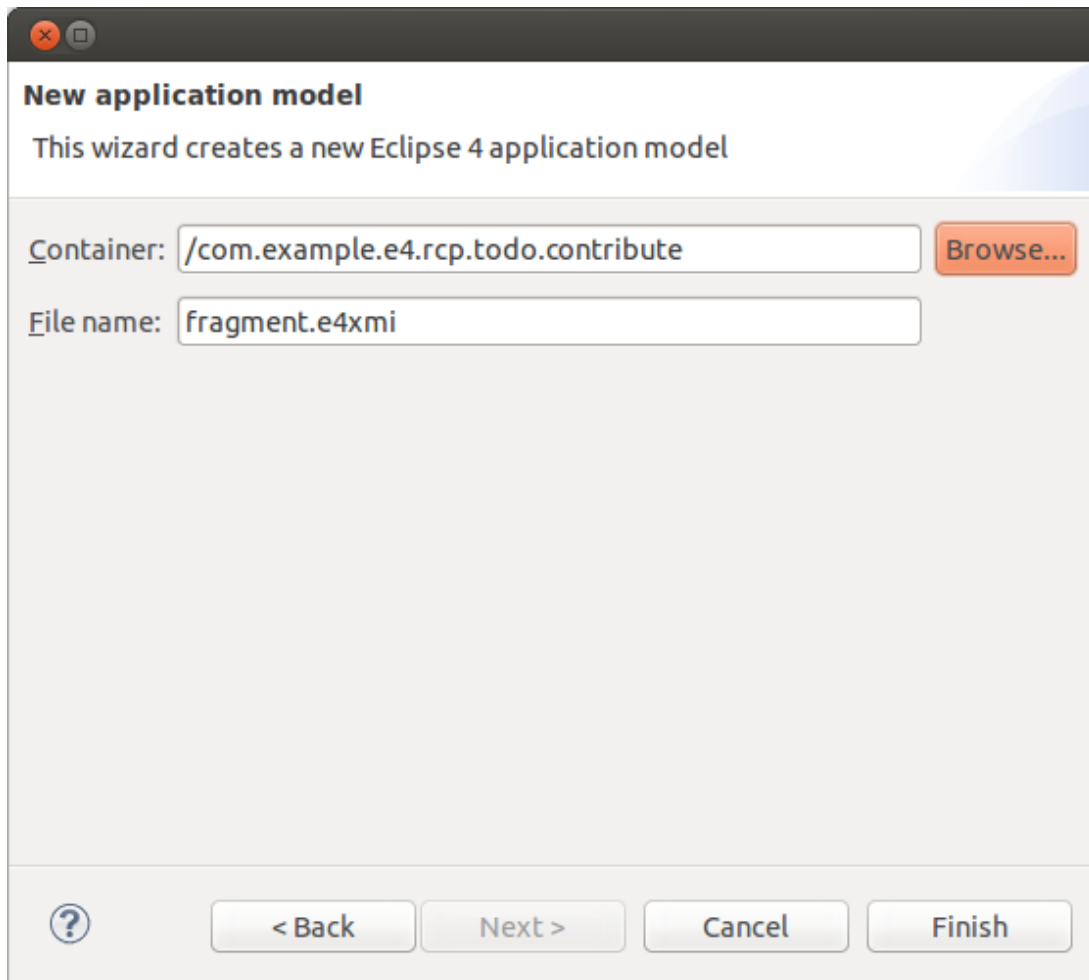 New application model
This wizard creates a new Eclipse 4 application model
Container: /com.example.e4.rcp.todo.contribute Browse...
File name: fragment.e4xmi
? < Back Next > Cancel Finish